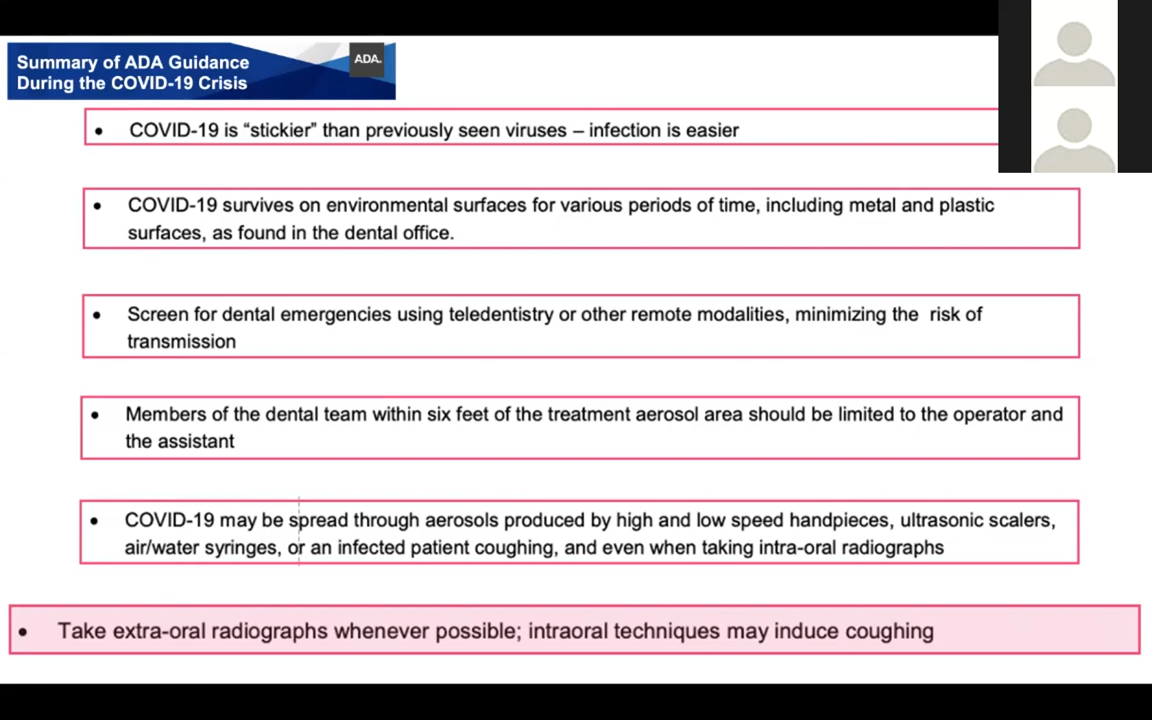 Summary of ADA Guidance
During the COVID-19 Crisis
ADA.
• COVID-19 is “stickier” than previously seen viruses – infection is easier
• COVID-19 survives on environmental surfaces for various periods of time, including metal and plastic
surfaces, as found in the dental office.
• Screen for dental emergencies using teledentistry or other remote modalities, minimizing the  risk of
transmission
• Members of the dental team within six feet of the treatment aerosol area should be limited to the operator and
the assistant
• COVID-19 may be spread through aerosols produced by high and low speed handpieces, ultrasonic scalers,
air/water syringes, or an infected patient coughing, and even when taking intra-oral radiographs
• Take extra-oral radiographs whenever possible; intraoral techniques may induce coughing